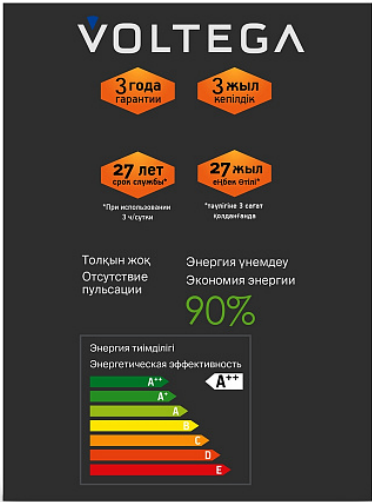 VOLTEGA
3 года
гарантии
3 жыл
кепілдік
27 лет
срок службы*
27 жыл
еңбек өтілі*
*При использовании
3 ч/сутки
*тәулігіне 3 сағат
қолданғанда
Толқын жоқ
Отсутствие
пульсации
Энергия үнемдеу
Экономия энергии
90%
Энергия тиімділігі
Энергетическая эффективность
A++
A++
A+
A
B
C
D
E